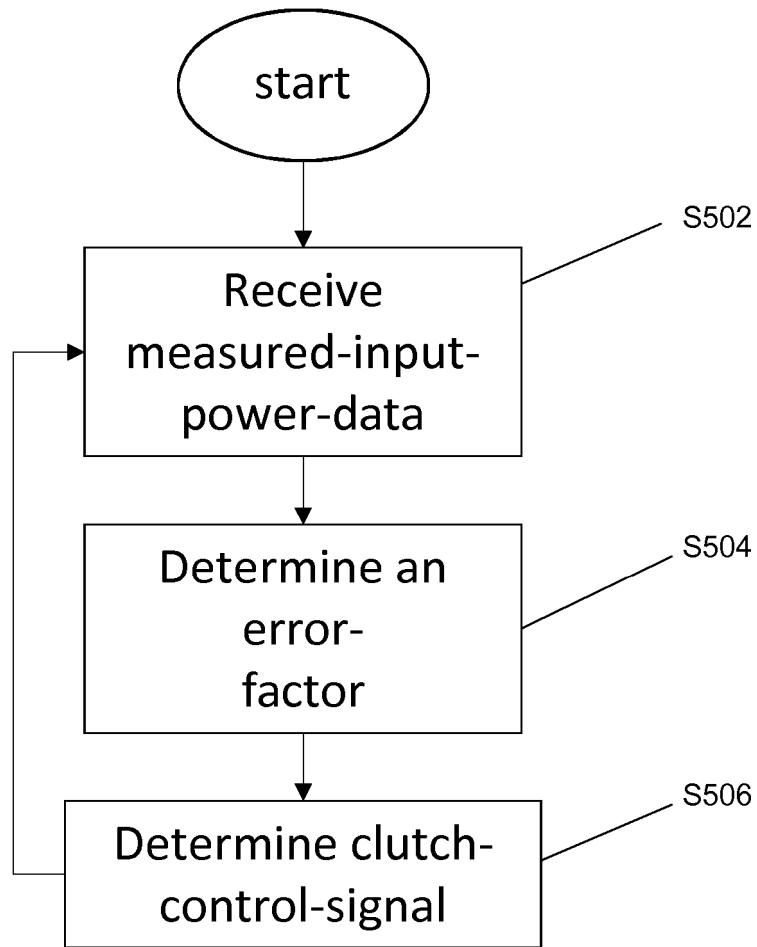 start
S502
Receive
measured-input-
power-data
S504
Determine an
error-
factor
S506
Determine clutch-
control-signal